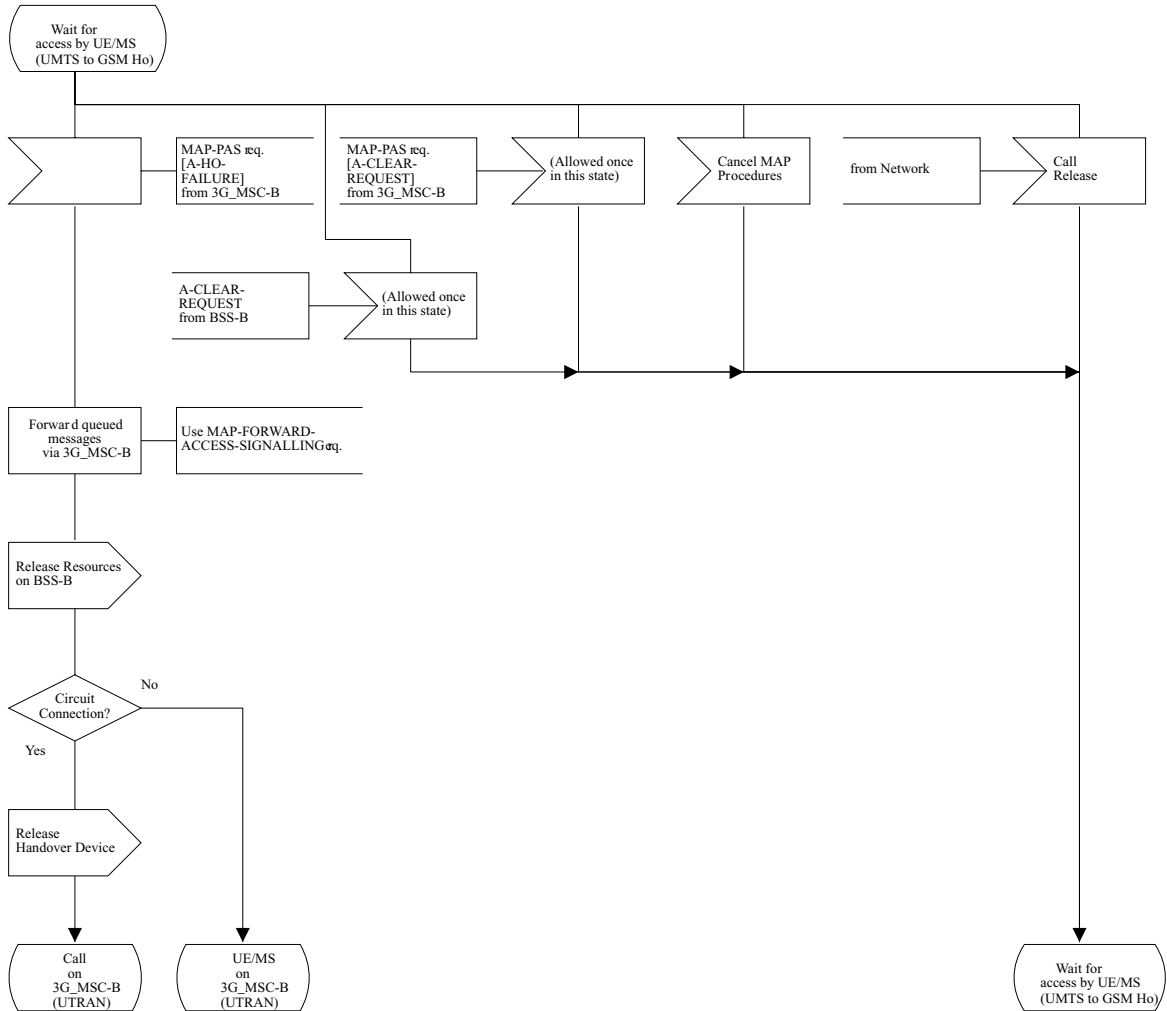 Wait for
access by UE/MS
(UMTS to GSM Ho)
MAP-PAS req.
[A-HO-
FAILURE]
from 3G_MSC-B
MAP-PAS req.
[A-CLEAR-
REQUEST]
from 3G_MSC-B
(Allowed once
in this state)
Cancel MAP
Procedures
from Network
Call
Release
A-CLEAR-
REQUEST
from BSS-B
(Allowed once
in this state)
Forward queued
messages
via 3G_MSC-B
Use MAP-FORWARD-
ACCESS-SIGNALLING req.
Release Resources
on BSS-B
Circuit
Connection?
No
Yes
Release
Handover Device
Call
on
3G_MSC-B
(UTRAN)
UE/MS
on
3G_MSC-B
(UTRAN)
Wait for
access by UE/MS
(UMTS to GSM Ho)